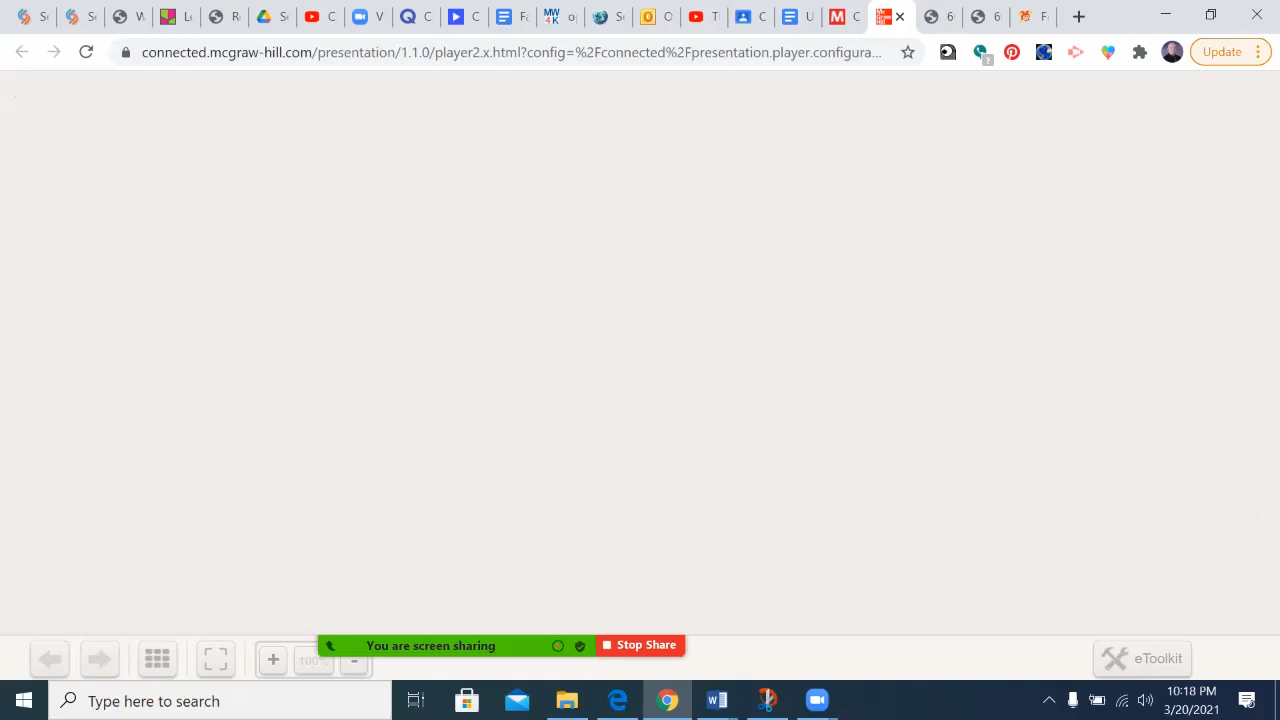 connected.mcgraw-hill.com/presentation/1.1.0/player2.x.html?config=%2Fconnected%2Fpresentation.player.configura...
Update
100%
You are screen sharing
Stop Share
eToolkit
Type here to search
10:18 PM
3/20/2021